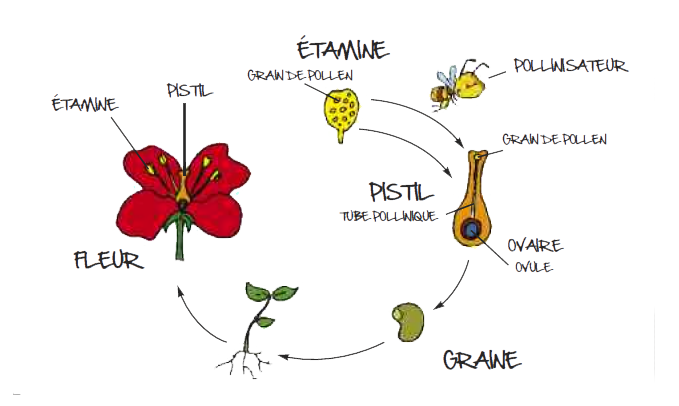 ÉTAMINE
GRAIN DE POLLEN
POLLINISATEUR
ÉTAMINE
PISTIL
GRAIN DE POLLEN
PISTIL
TUBE POLLINIQUE
OVAIRE
OVULE
FLEUR
GRAINE